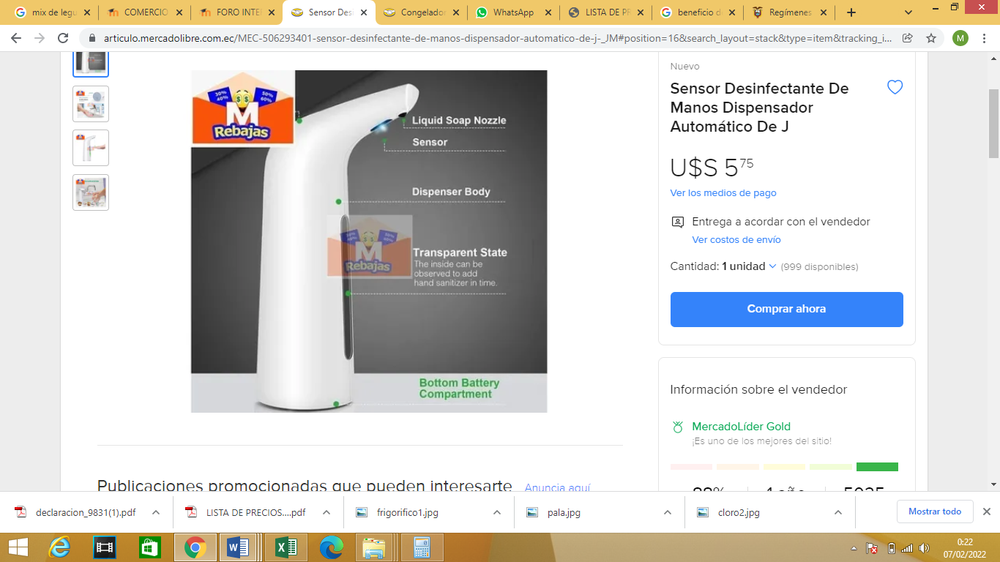 mix de legu
COMERCIO
FORO INTE
Sensor Des
Congelador
WhatsApp
LISTA DE PR
beneficio d
Regímenes
articulo.mercadolibre.com.ec/MEC-506293401-sensor-desinfectante-de-manos-dispensador-automatico-de-j-_JM#position=16&search_layout=stack&type=item&tracking_i...
M
Nuevo
Sensor Desinfectante De
Manos Dispensador
Automático De J
U$S 5 75
Ver los medios de pago
Entrega a acordar con el vendedor
Ver costos de envío
Cantidad: 1 unidad (999 disponibles)
Comprar ahora
Información sobre el vendedor
MercadoLíder Gold
¡Es uno de los mejores del sitio!
88% 1 año 5025
30% 40% $ $ 50% 60%
M
Rebajas
Liquid Soap Nozzle
Sensor
Dispenser Body
M
Rebajas
Transparent State
The inside can be
observed to add
hand sanitizer in time.
Bottom Battery
Compartment
Publicaciones promocionadas que pueden interesarte Anuncia aquí
declaracion_9831(1).pdf
LISTA DE PRECIOS....pdf
frigorifico1.jpg
pala.jpg
cloro2.jpg
Mostrar todo
0:22
07/02/2022